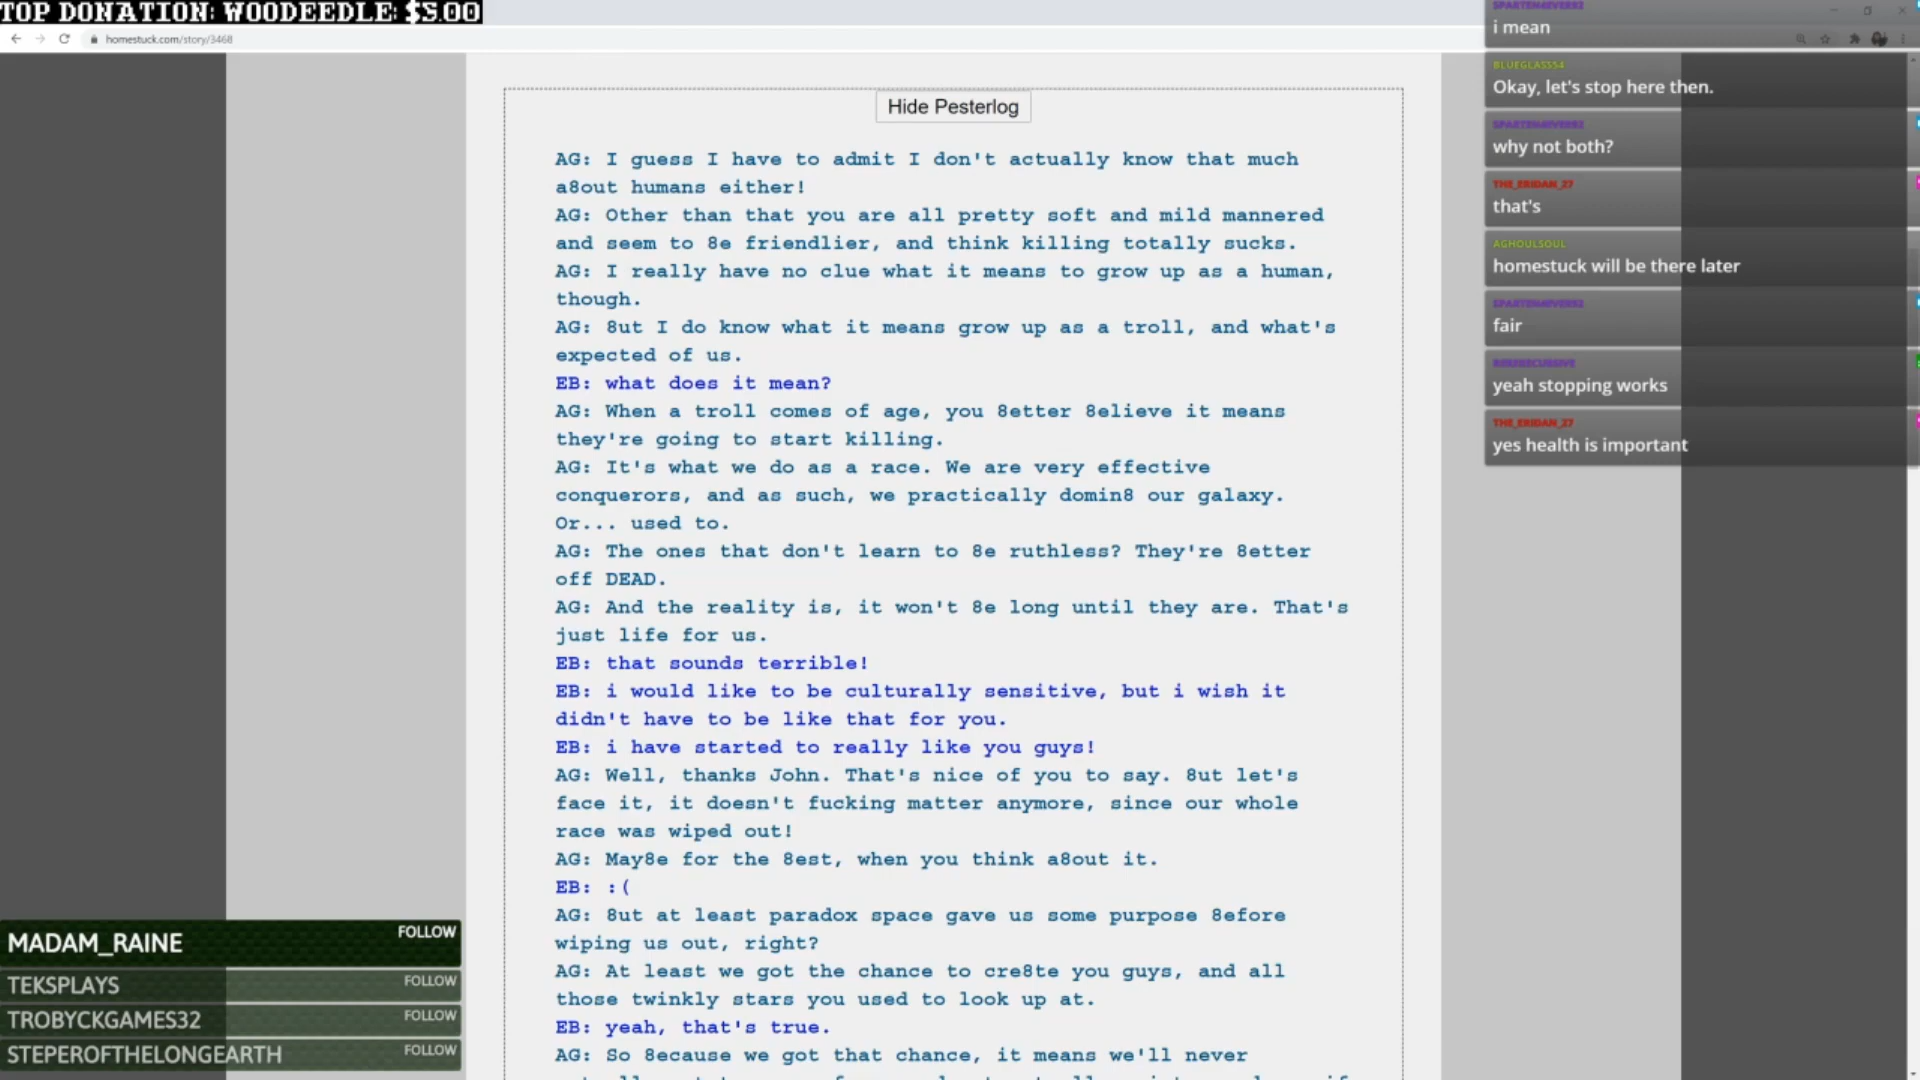 TOP DONATION: WOODEEDLE: $5.00
homestuck.com/story/3468
Hide Pesterlog
AG: I guess I have to admit I don't actually know that much
a8out humans either!
AG: Other than that you are all pretty soft and mild mannered
and seem to 8e friendlier, and think killing totally sucks.
AG: I really have no clue what it means to grow up as a human,
though.
AG: 8ut I do know what it means grow up as a troll, and what's
expected of us.
EB: what does it mean?
AG: When a troll comes of age, you 8etter 8elieve it means
they're going to start killing.
AG: It's what we do as a race. We are very effective
conquerors, and as such, we practically domin8 our galaxy.
Or... used to.
AG: The ones that don't learn to 8e ruthless? They're 8etter
off DEAD.
AG: And the reality is, it won't 8e long until they are. That's
just life for us.
EB: that sounds terrible!
EB: i would like to be culturally sensitive, but i wish it
didn't have to be like that for you.
EB: i have started to really like you guys!
AG: Well, thanks John. That's nice of you to say. 8ut let's
face it, it doesn't fucking matter anymore, since our whole
race was wiped out!
AG: May8e for the 8est, when you think a8out it.
EB: :(
AG: 8ut at least paradox space gave us some purpose 8efore
wiping us out, right?
AG: At least we got the chance to cre8te you guys, and all
those twinkly stars you used to look up at.
EB: yeah, that's true.
AG: So 8ecause we got that chance, it means we'll never
i mean
BLUEGLASS54
Okay, let's stop here then.
why not both?
THE_ERIDAN_27
that's
AGHOULSOUL
homestuck will be there later
fair
yeah stopping works
THE_ERIDAN_27
yes health is important
MADAM_RAINE FOLLOW
TEKSPLAYS FOLLOW
TROBYCKGAMES32 FOLLOW
STEPEROFTHELONGEARTH FOLLOW